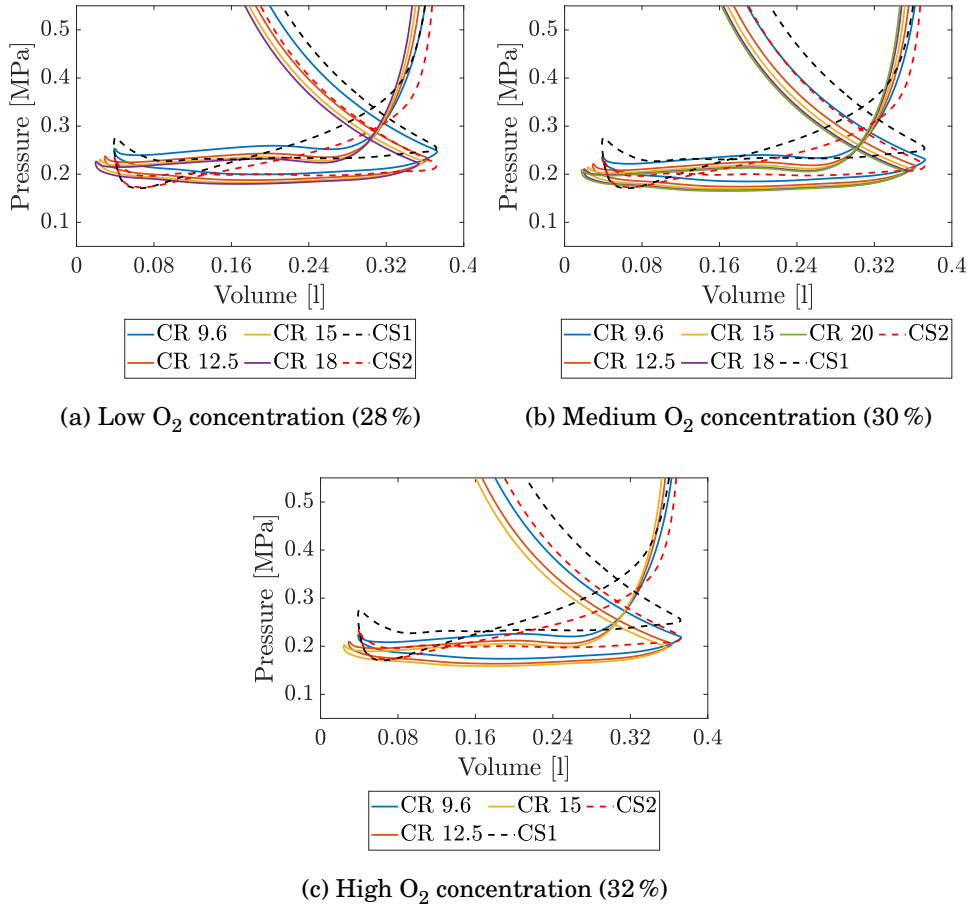 0.5
0.4
0.3
0.2
0.1
Pressure [MPa]
0 0.08 0.16 0.24 0.32 0.4
Volume [l]
CR 9.6 CR 15 CS1
CR 12.5 CR 18 CS2
(a) Low O₂ concentration (28 %)
0.5
0.4
0.3
0.2
0.1
Pressure [MPa]
0 0.08 0.16 0.24 0.32 0.4
Volume [l]
CR 9.6 CR 15 CR 20 CS2
CR 12.5 CR 18 CS1
(b) Medium O₂ concentration (30 %)
0.5
0.4
0.3
0.2
0.1
Pressure [MPa]
0 0.08 0.16 0.24 0.32 0.4
Volume [l]
CR 9.6 CR 15 CS2
CR 12.5 CS1
(c) High O₂ concentration (32 %)